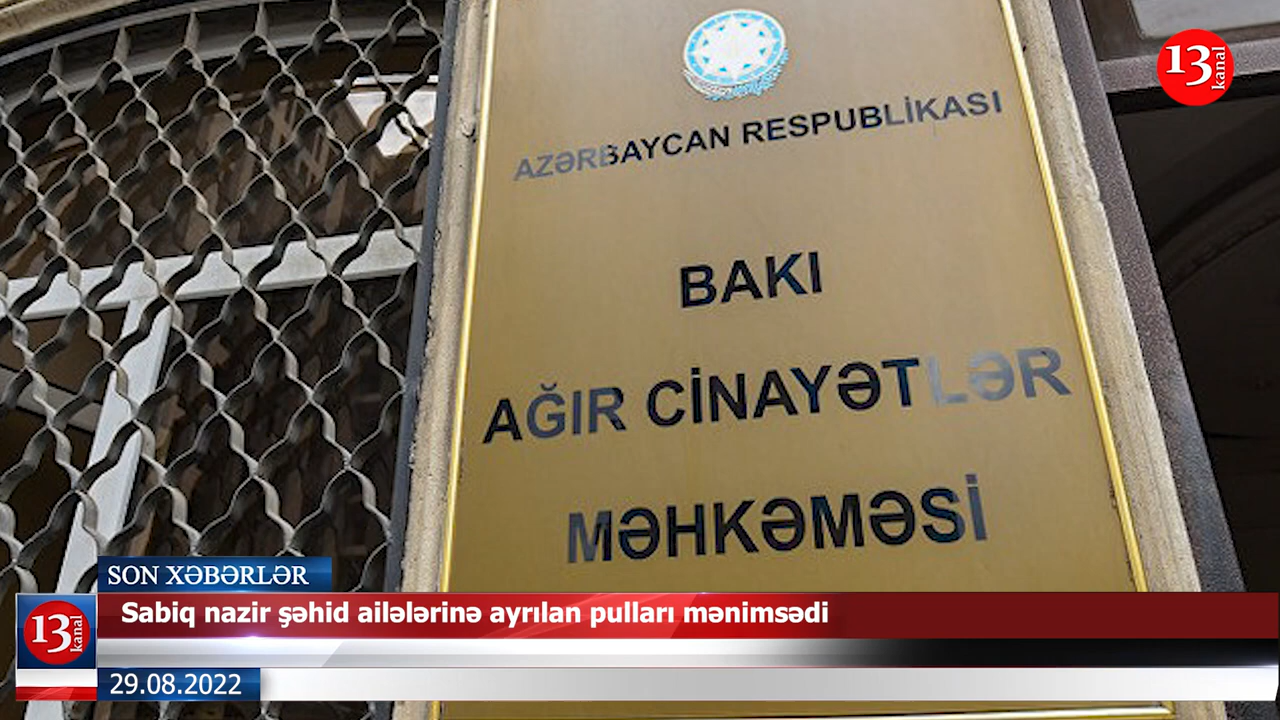 13 kanal
AZƏRBAYCAN RESPUBLİKASI
BAKI
AĞIR CİNAYƏTLƏR
MƏHKƏMƏSİ
SON XƏBƏRLƏR
13 kanal
Sabiq nazir şəhid ailələrinə ayrılan pulları mənimsədi
29.08.2022